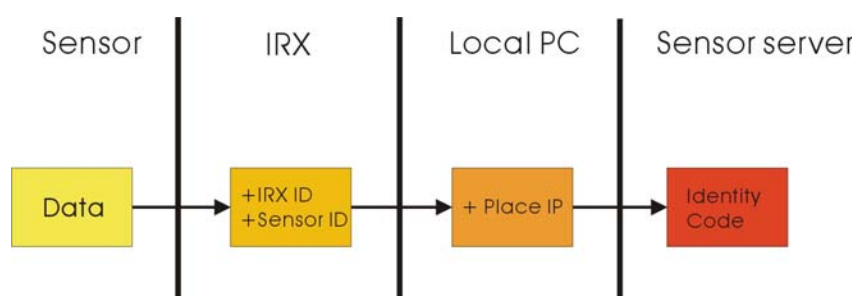 Sensor
IRX
Local PC
Sensor server
Data
+IRX ID
+Sensor ID
+ Place IP
Identity
Code